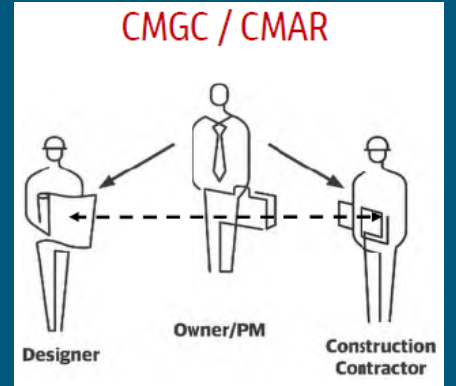 CMGC / CMAR
Owner/PM
Designer
Construction
Contractor